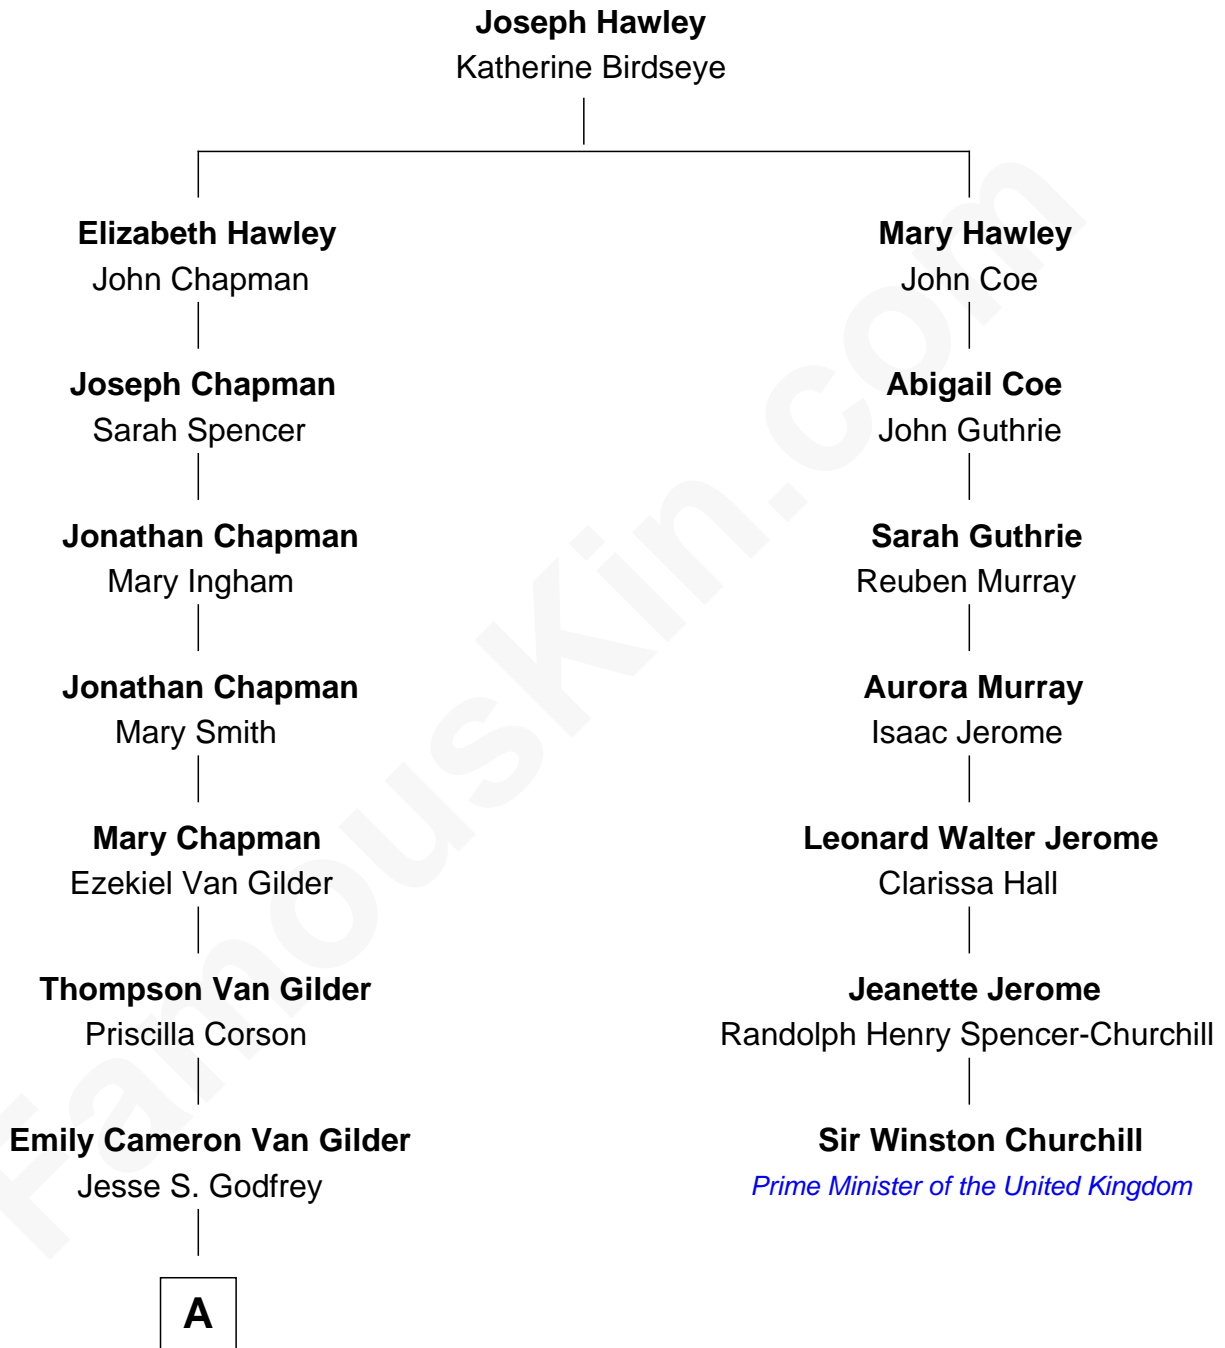 Joseph Hawley
Katherine Birdseye
Elizabeth Hawley
John Chapman
Mary Hawley
John Coe
Joseph Chapman
Sarah Spencer
Abigail Coe
John Guthrie
Jonathan Chapman
Mary Ingham
Sarah Guthrie
Reuben Murray
Jonathan Chapman
Mary Smith
Aurora Murray
Isaac Jerome
Mary Chapman
Ezekiel Van Gilder
Leonard Walter Jerome
Clarissa Hall
Thompson Van Gilder
Priscilla Corson
Jeanette Jerome
Randolph Henry Spencer-Churchill
Emily Cameron Van Gilder
Jesse S. Godfrey
Sir Winston Churchill
Prime Minister of the United Kingdom
A
FamousKin.com